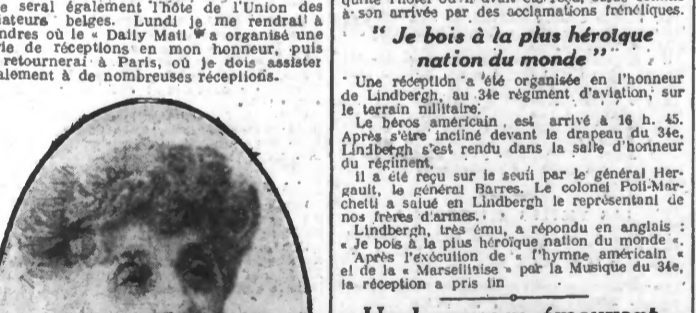 e serai également l'hôte de l'Union des
iateurs belges. Lundi je me rendrai à
ndres où le « Daily Mail » a organisé une
rie de réceptions en mon honneur, puis
retournerai à Paris, où je dois assister
alement à de nombreuses réceptions.
à son arrivée par des acclamations frénétiques.
" Je bois à la plus héroïque
nation du monde "
Une réception a été organisée en l'honneur
de Lindbergh, au 34e régiment d'aviation, sur
le terrain militaire.
Le héros américain est arrivé à 16 h. 45.
Après s'être incliné devant le drapeau du 34e,
Lindbergh s'est rendu dans la salle d'honneur
du régiment.
Il a été reçu sur le seuil par le général Her-
gault, le général Barres. Le colonel Poli-Mar-
chetti a salué en Lindbergh le représentant de
nos frères d'armes.
Lindbergh, très ému, a répondu en anglais :
« Je bois à la plus héroïque nation du monde «.
Après l'exécution de « l'hymne américain «
et de la « Marseillaise » par la Musique du 34e,
la réception a pris fin